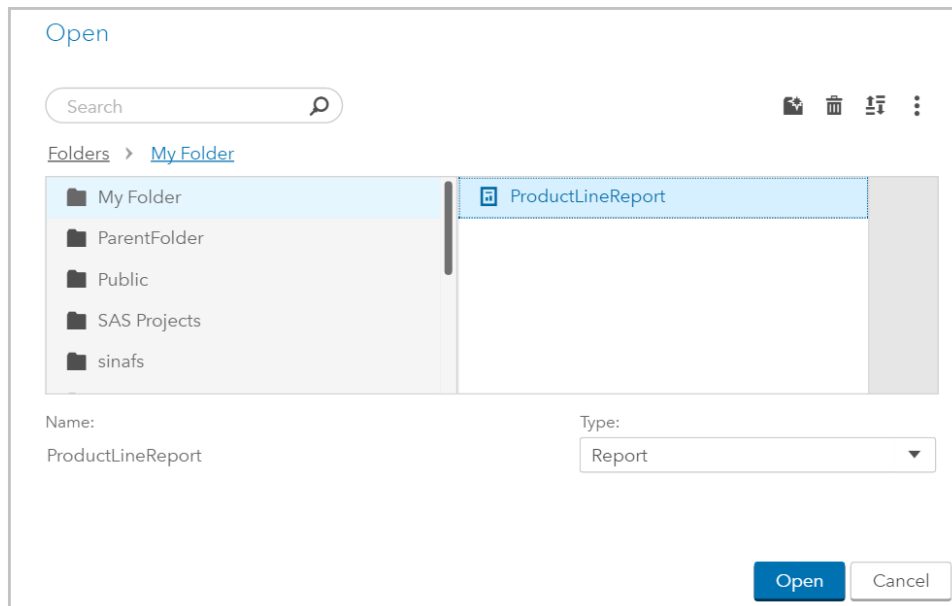 Open
Search
Folders > My Folder
My Folder
ProductLineReport
ParentFolder
Public
SAS Projects
sinafs
Name:
Type:
ProductLineReport
Report
Open
Cancel